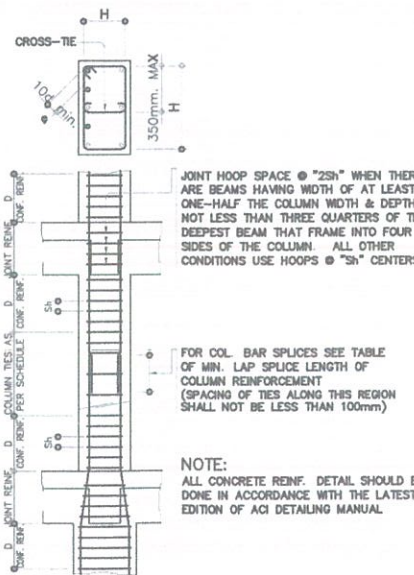 H
CROSS-TIE
10d min.
350mm. MAX
H
JOINT HOOP SPACE @ "2Sh" WHEN THER
ARE BEAMS HAVING WIDTH OF AT LEAST
ONE-HALF THE COLUMN WIDTH & DEPTH
NOT LESS THAN THREE QUARTERS OF T
DEEPEST BEAM THAT FRAME INTO FOUR
SIDES OF THE COLUMN. ALL OTHER
CONDITIONS USE HOOPS @ "Sh" CENTERS
D
CONF. REINF.
JOINT REINF.
D
CONF. REINF.
Sh
COLUMN TIES AS
PER SCHEDULE
FOR COL. BAR SPLICES SEE TABLE
OF MIN. LAP SPLICE LENGTH OF
COLUMN REINFORCEMENT
(SPACING OF TIES ALONG THIS REGION
SHALL NOT BE LESS THAN 100mm)
D
CONF. REINF.
Sh
JOINT REINF.
D
CONF. REINF.
NOTE:
ALL CONCRETE REINF. DETAIL SHOULD B
DONE IN ACCORDANCE WITH THE LATEST
EDITION OF ACI DETAILING MANUAL